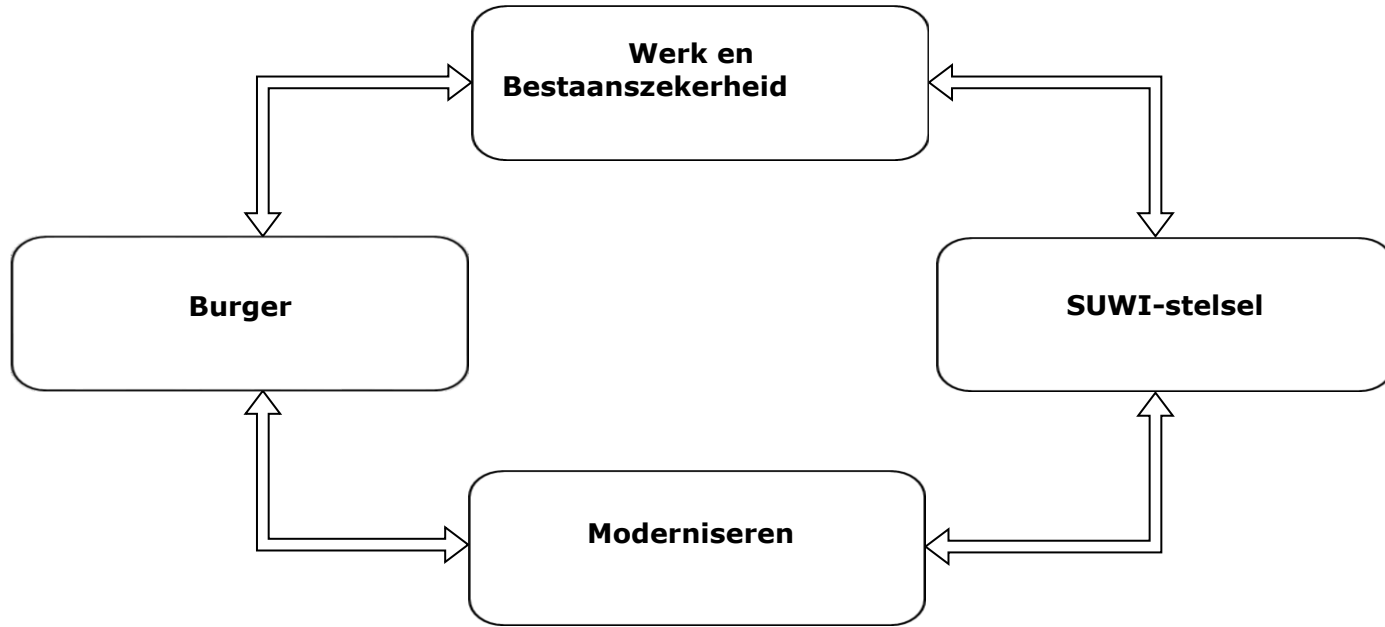 Werk en
Bestaanszekerheid
Burger
SUWI-stelsel
Moderniseren